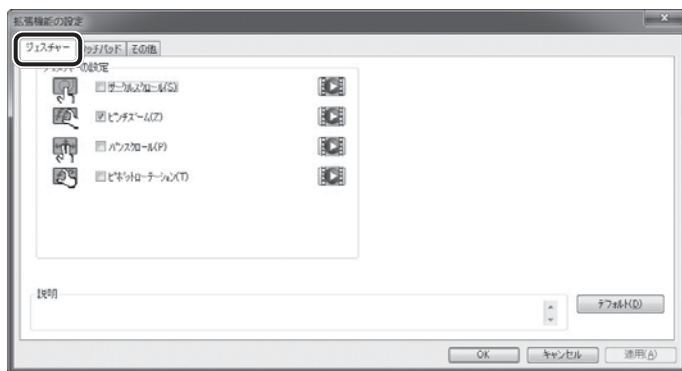 拡張機能の設定
ジェスチャー
タッチパッド
その他
ジェスチャーの設定
サークルスクロール(S)
ピンチズーム(Z)
パンスクロール(P)
ピボットローテーション(T)
説明
デフォルト(D)
OK
キャンセル
適用(A)